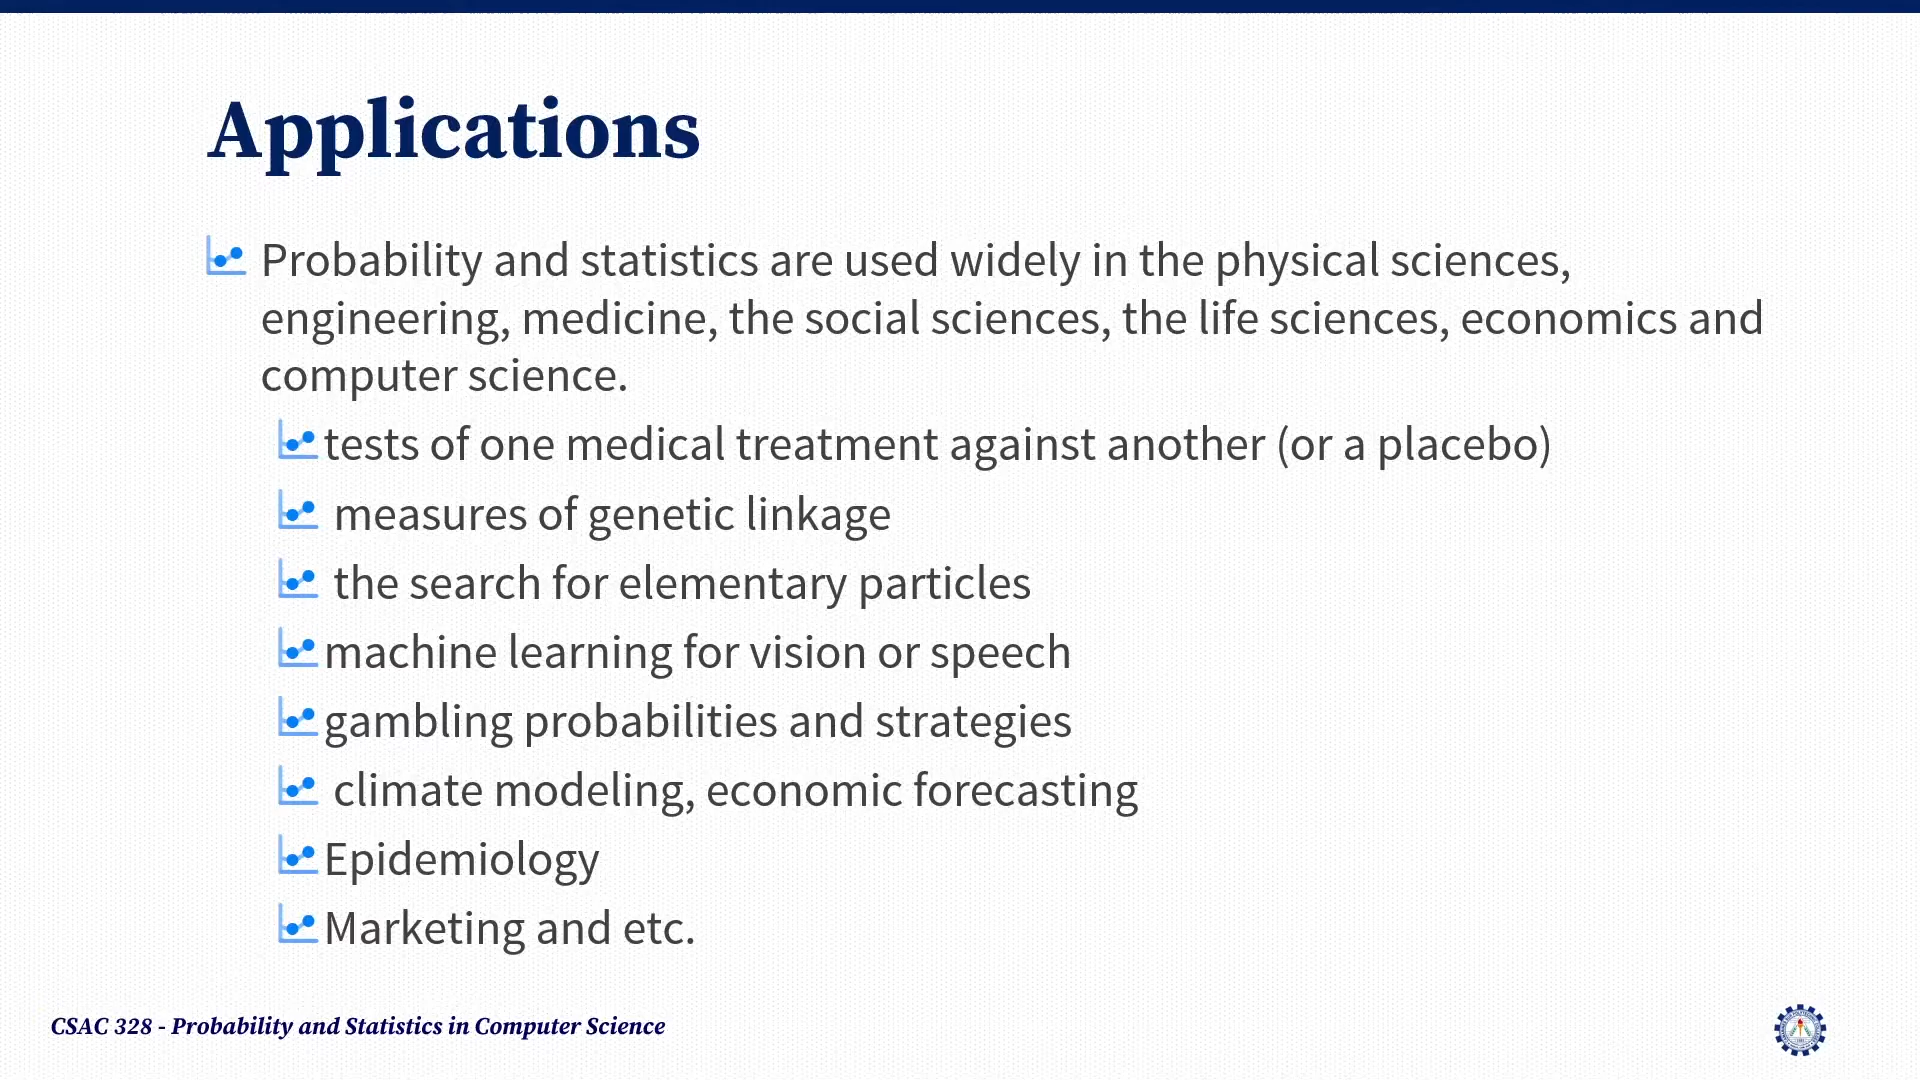 Applications
Probability and statistics are used widely in the physical sciences,
engineering, medicine, the social sciences, the life sciences, economics and
computer science.
tests of one medical treatment against another (or a placebo)
measures of genetic linkage
the search for elementary particles
machine learning for vision or speech
gambling probabilities and strategies
climate modeling, economic forecasting
Epidemiology
Marketing and etc.
CSAC 328 - Probability and Statistics in Computer Science